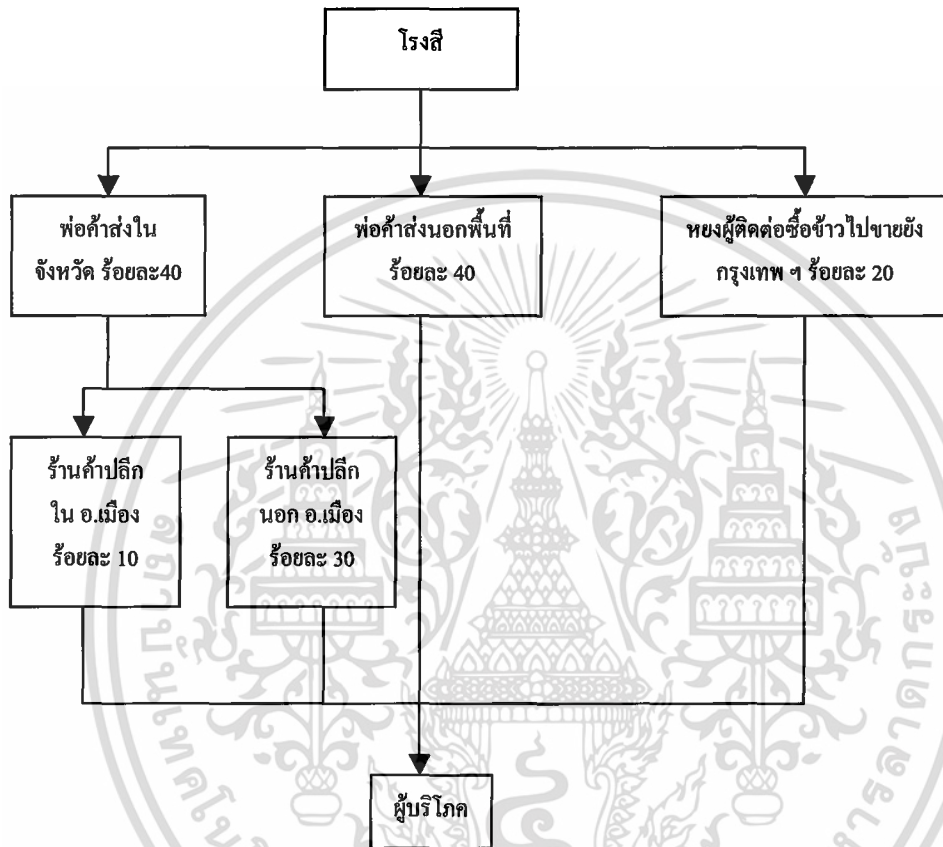 โรงสี
พ่อค้าส่งใน
จังหวัด ร้อยละ40
พ่อค้าส่งนอกพื้นที่
ร้อยละ 40
หยงผู้ติดต่อซื้อข้าวไปขายยัง
กรุงเทพ ฯ ร้อยละ 20
ร้านค้าปลีก
ใน อ.เมือง
ร้อยละ 10
ร้านค้าปลีก
นอก อ.เมือง
ร้อยละ 30
ผู้บริโภค